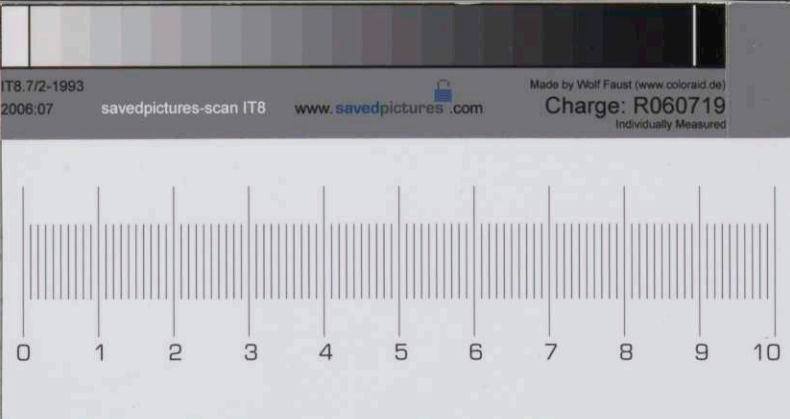 IT8.7/2-1993
2006:07
savedpictures-scan IT8
www.savedpictures.com
Made by Wolf Faust (www.coloraid.de)
Charge: R060719
Individually Measured
0 1 2 3 4 5 6 7 8 9 10